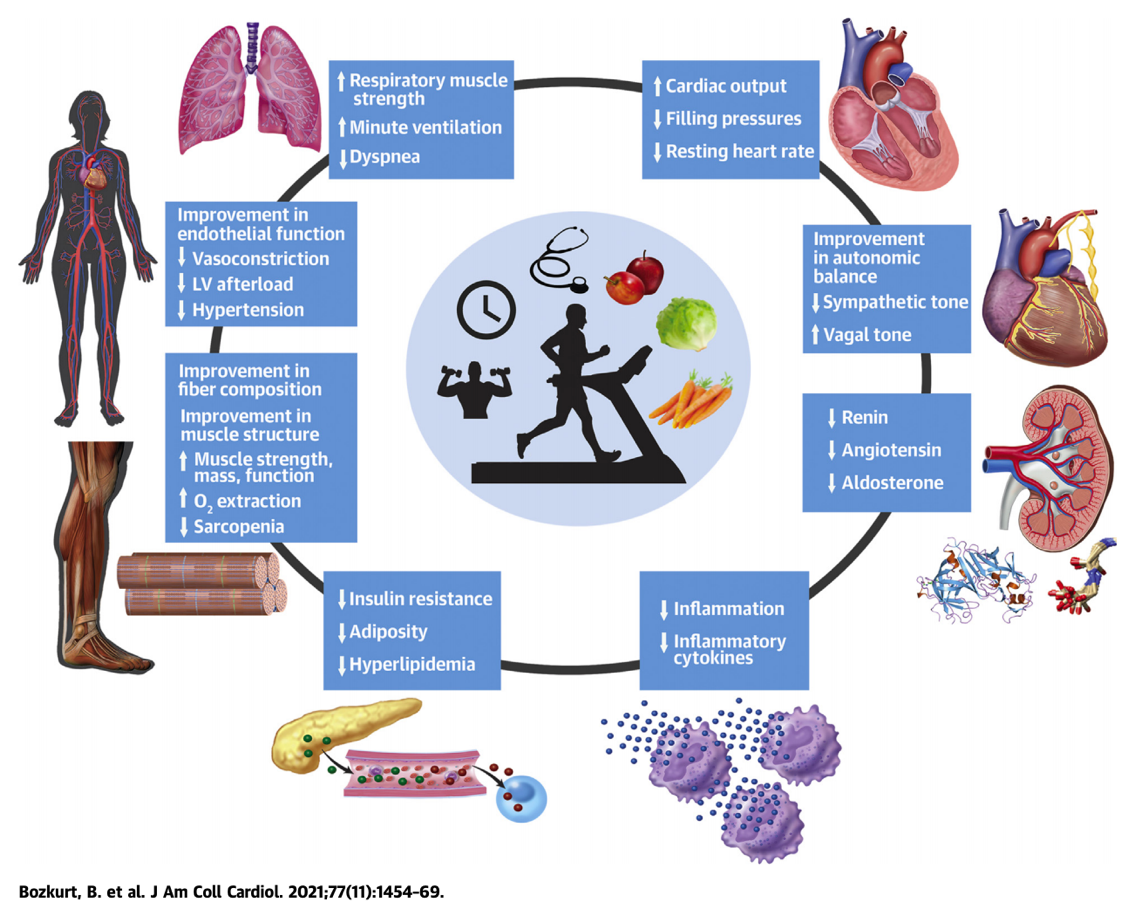 ↑ Respiratory muscle
strength
↑ Minute ventilation
↓ Dyspnea
↑ Cardiac output
↓ Filling pressures
↓ Resting heart rate
Improvement in
endothelial function
↓ Vasoconstriction
↓ LV afterload
↓ Hypertension
Improvement
in autonomic
balance
↓ Sympathetic tone
↑ Vagal tone
Improvement in
fiber composition
Improvement in
muscle structure
↑ Muscle strength,
mass, function
↑ O₂ extraction
↓ Sarcopenia
↓ Renin
↓ Angiotensin
↓ Aldosterone
↓ Insulin resistance
↓ Adiposity
↓ Hyperlipidemia
↓ Inflammation
↓ Inflammatory
cytokines
Bozkurt, B. et al. J Am Coll Cardiol. 2021;77(11):1454–69.